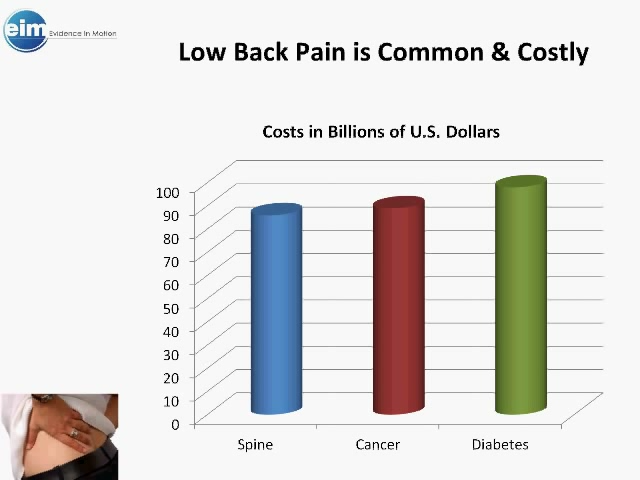 eim
Evidence In Motion
Low Back Pain is Common & Costly
Costs in Billions of U.S. Dollars
100
90
80
70
60
50
40
30
20
10
0
Spine Cancer Diabetes